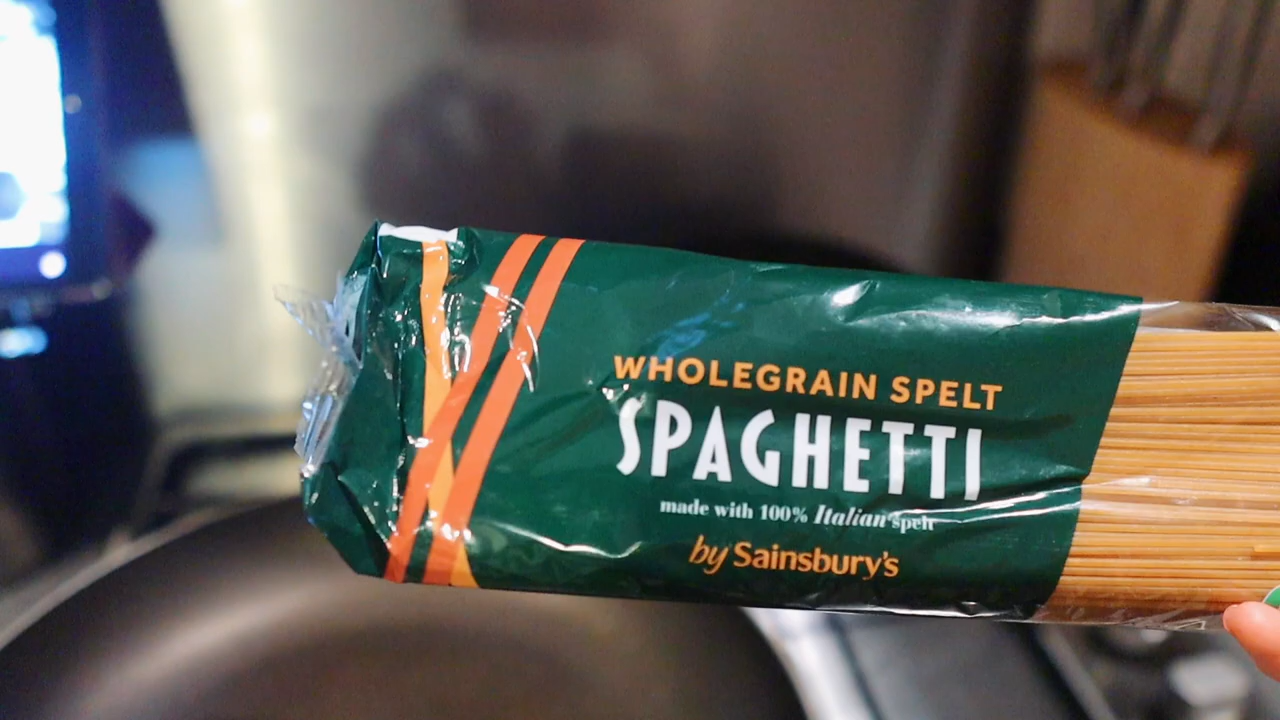 WHOLEGRAIN SPELT
SPAGHETTI
made with 100% Italian spelt
by Sainsbury's